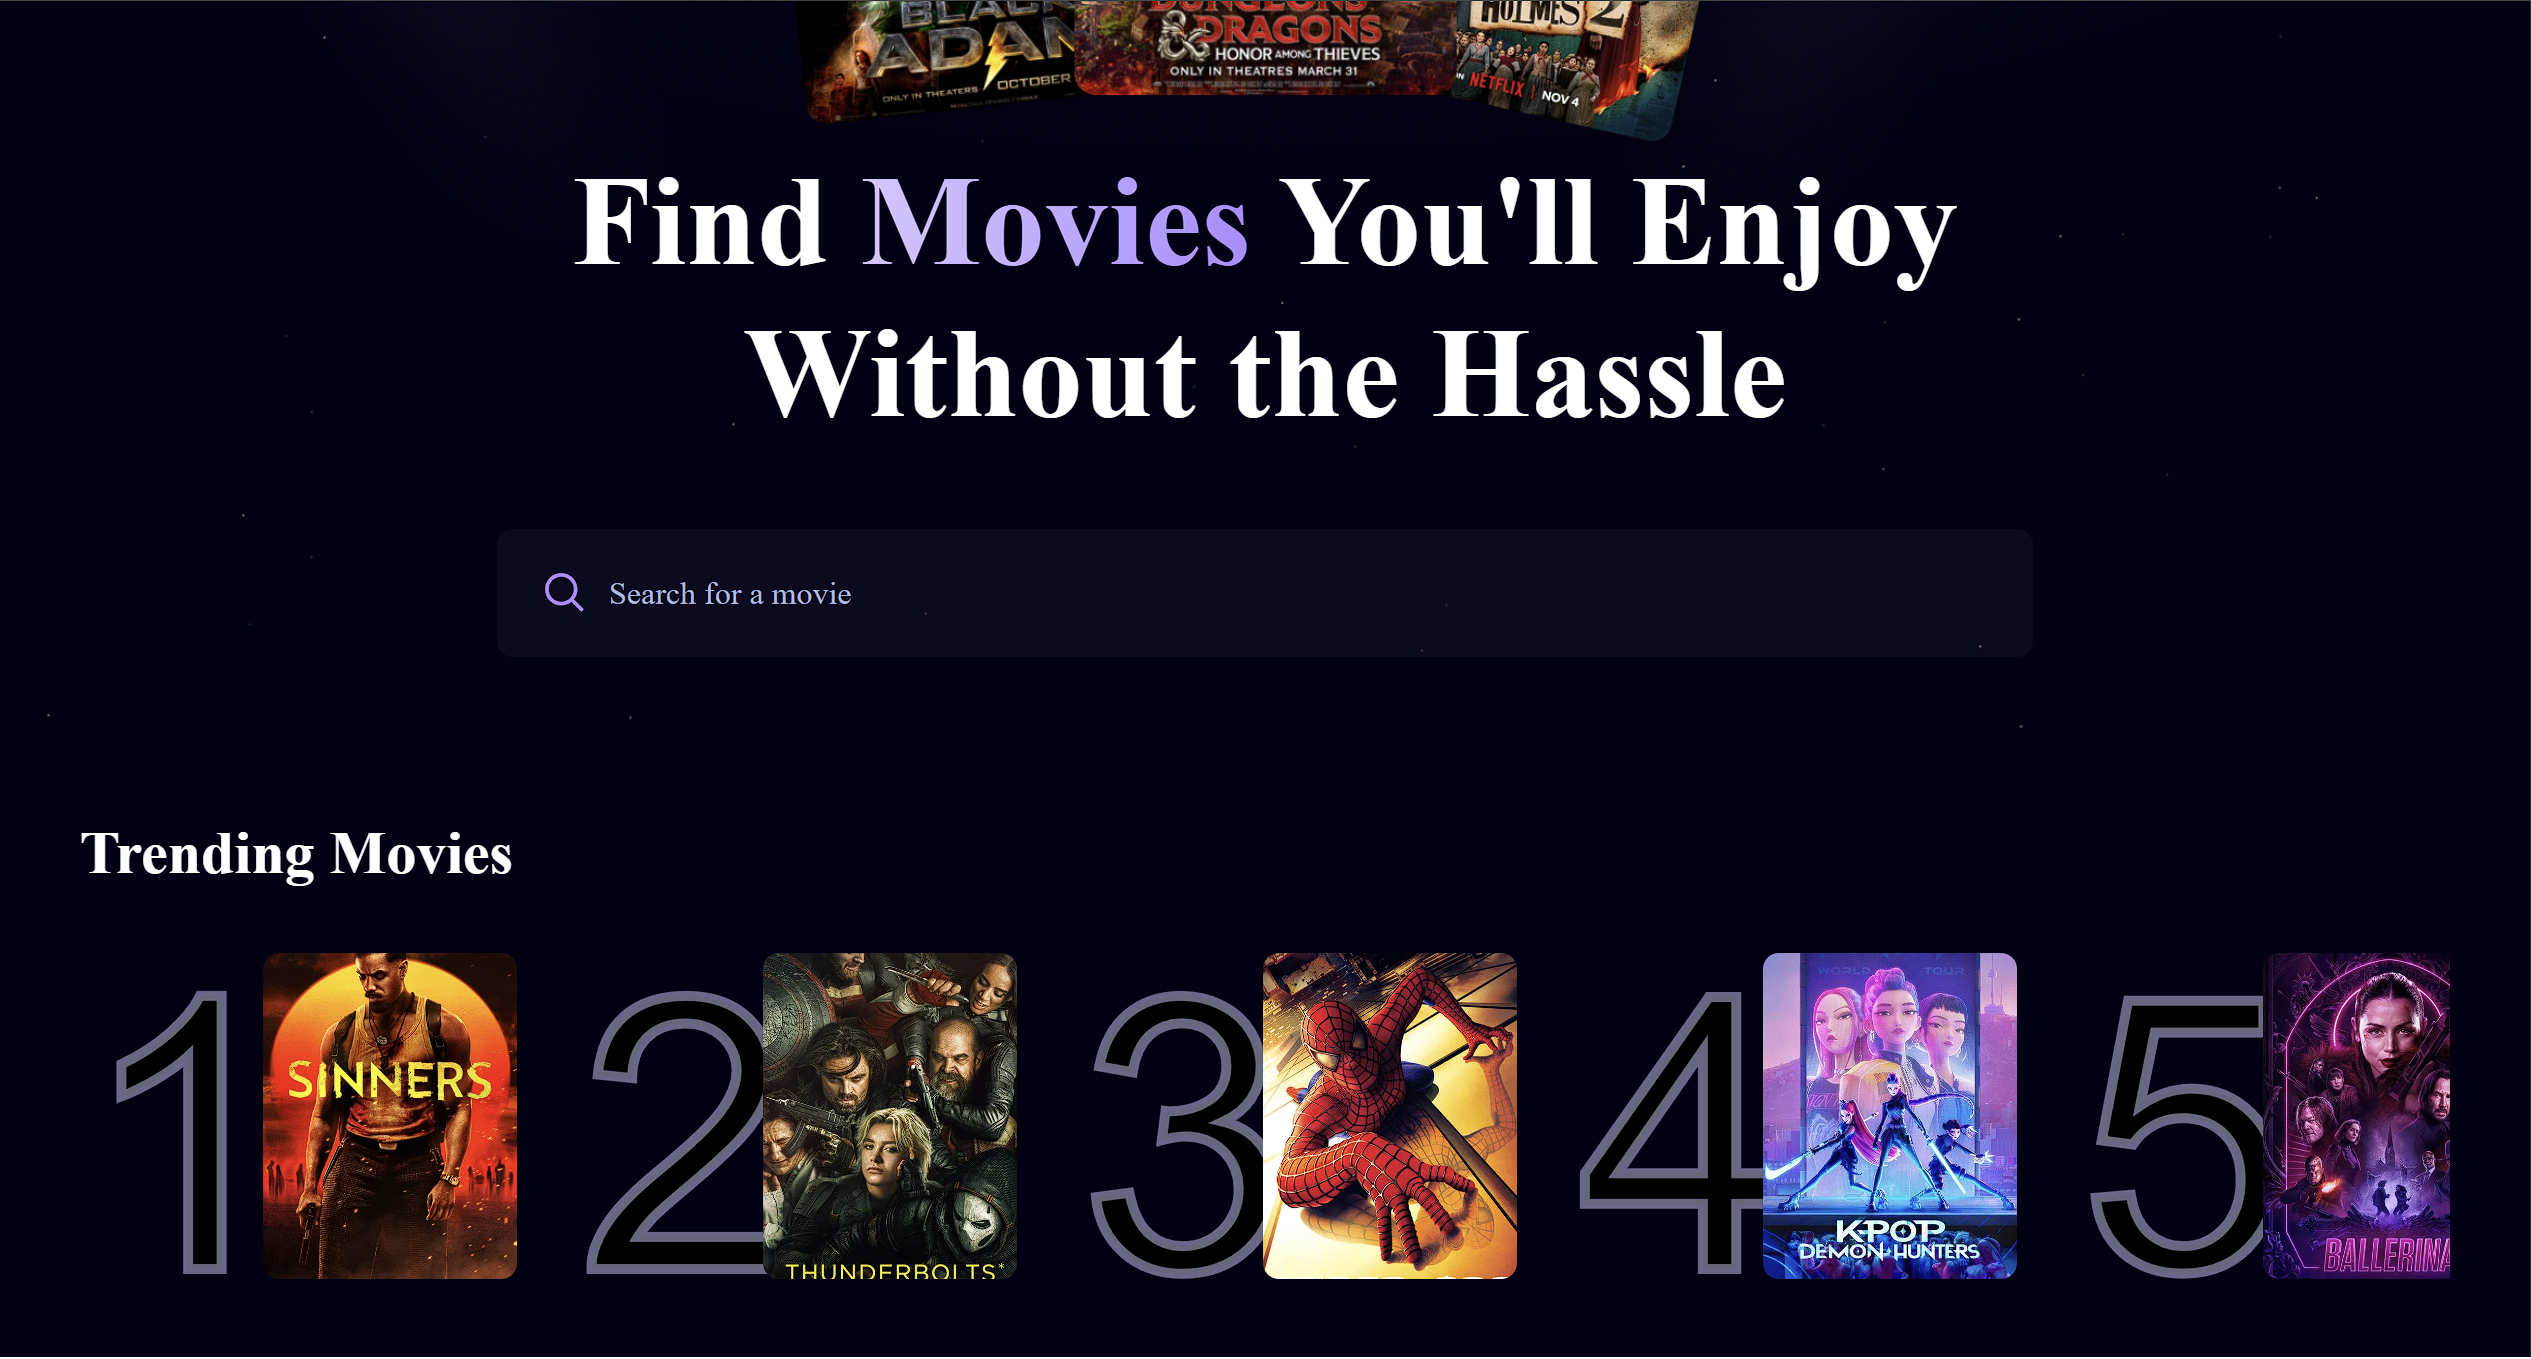 BLACK
ADAM
ONLY IN THEATERS OCTOBER
DUNGEONS
& DRAGONS
HONOR AMONG THIEVES
ONLY IN THEATRES MARCH 31
HOLMES 2
ON NETFLIX | NOV 4
Find Movies You'll Enjoy
Without the Hassle
Search for a movie
Trending Movies
1
SINNERS
2
THUNDERBOLTS*
3
4
WORLD TOUR
KPOP
DEMON HUNTERS
5
BALLERINA